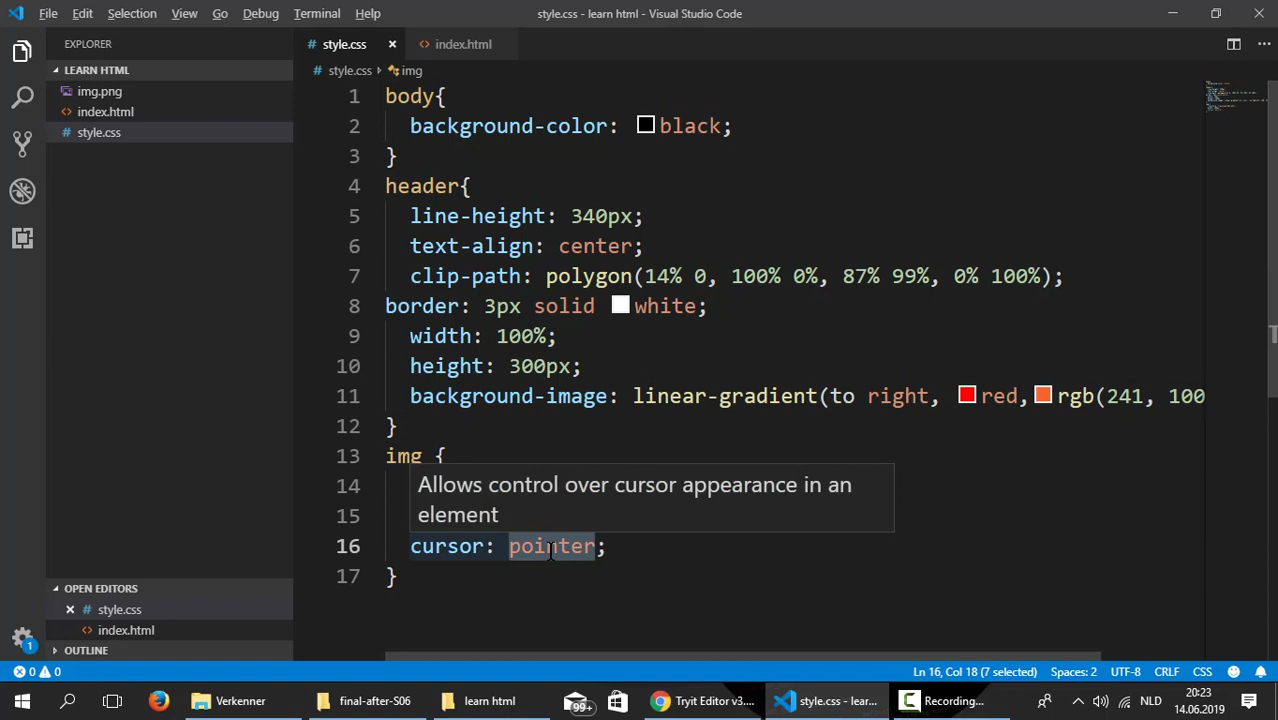 File Edit Selection View Go Debug Terminal Help
style.css - learn html - Visual Studio Code
EXPLORER
LEARN HTML
img.png
index.html
# style.css
OPEN EDITORS
# style.css
index.html
OUTLINE
# style.css
index.html
# style.css img
1 body{
2 background-color: black;
3 }
4 header{
5 line-height: 340px;
6 text-align: center;
7 clip-path: polygon(14% 0, 100% 0%, 87% 99%, 0% 100%);
8 border: 3px solid white;
9 width: 100%;
10 height: 300px;
11 background-image: linear-gradient(to right, red, rgb(241, 100
12 }
13 img {
14
15
Allows control over cursor appearance in an
element
16 cursor: pointer;
17 }
1
0 0
Ln 16, Col 18 (7 selected) Spaces: 2 UTF-8 CRLF CSS
Verkenner
final-after-S06
learn html
99+
Tryit Editor v3....
style.css - lear...
Recording...
NLD
20:23
14.06.2019